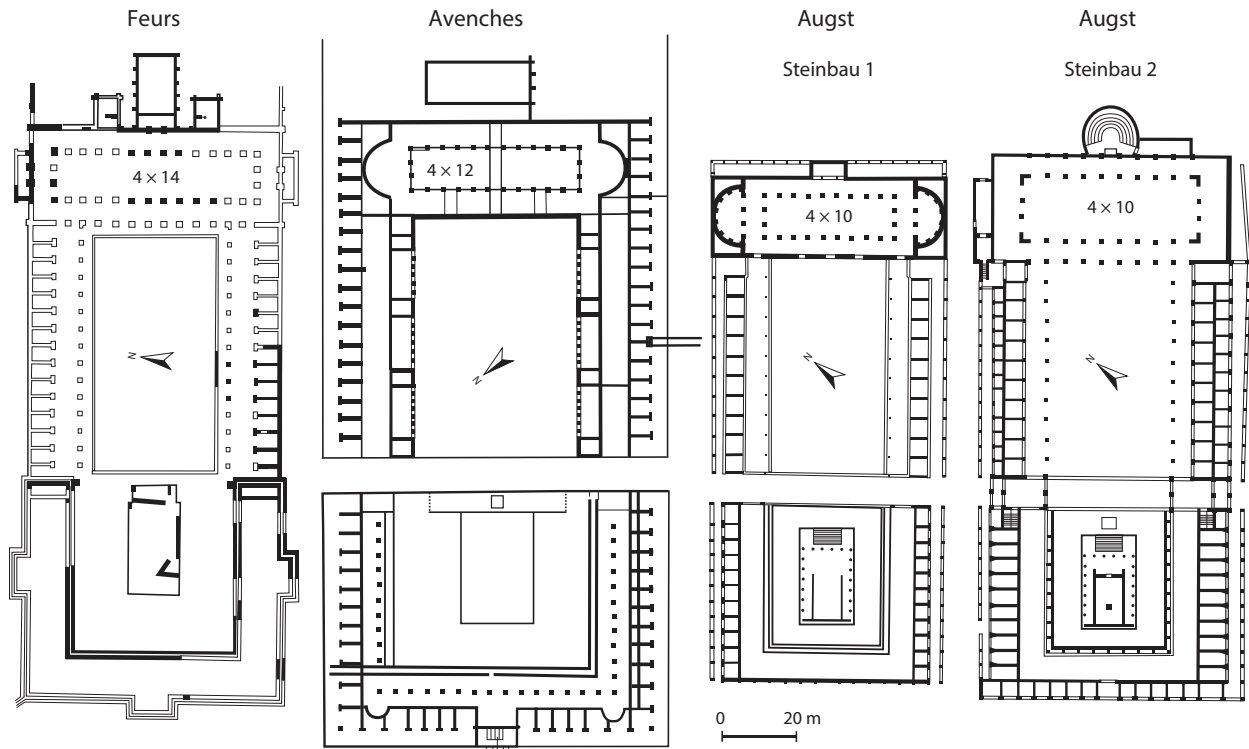 Feurs
Avenches
Augst
Augst
Steinbau 1
Steinbau 2
4 × 14
4 × 12
4 × 10
4 × 10
N
N
N
N
0 20 m